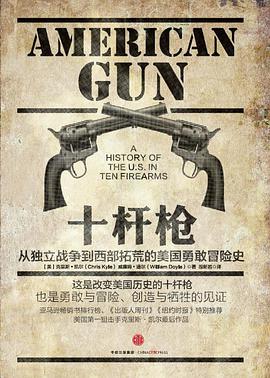 AMERICAN
GUN
A
HISTORY OF
THE U.S. IN
TEN FIREARMS
十杆枪
从独立战争到西部拓荒的美国勇敢冒险史
【美】克里斯·凯尔（Chris Kyle） 威廉姆·道尔（William Doyle）◎著
这是改变美国历史的十杆枪
也是勇敢与冒险、创造与牺牲的见证
亚马逊畅销书排行榜、《出版人周刊》《纽约时报》特别推荐
美国第一狙击手克里斯·凯尔最后作品
中信出版集团 CHINACITICPRESS